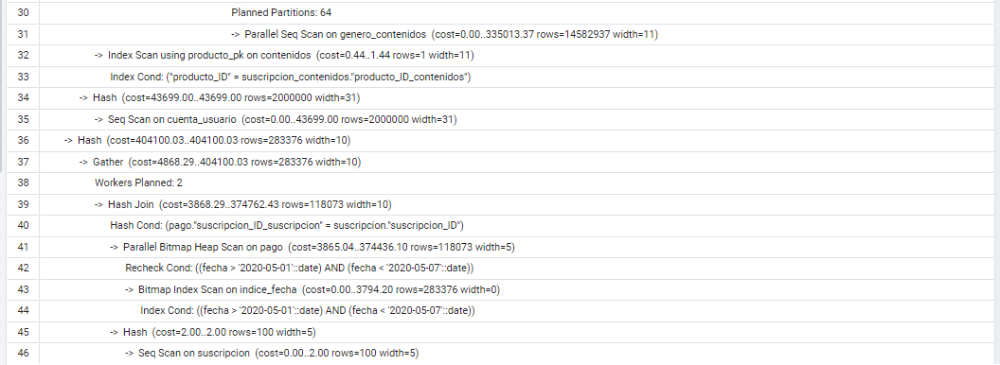 30 Planned Partitions: 64
31 -> Parallel Seq Scan on genero_contenidos (cost=0.00..335013.37 rows=14582937 width=11)
32 -> Index Scan using producto_pk on contenidos (cost=0.44..1.44 rows=1 width=11)
33 Index Cond: ("producto_ID" = suscripcion_contenidos."producto_ID_contenidos")
34 -> Hash (cost=43699.00..43699.00 rows=2000000 width=31)
35 -> Seq Scan on cuenta_usuario (cost=0.00..43699.00 rows=2000000 width=31)
36 -> Hash (cost=404100.03..404100.03 rows=283376 width=10)
37 -> Gather (cost=4868.29..404100.03 rows=283376 width=10)
38 Workers Planned: 2
39 -> Hash Join (cost=3868.29..374762.43 rows=118073 width=10)
40 Hash Cond: (pago."suscripcion_ID_suscripcion" = suscripcion."suscripcion_ID")
41 -> Parallel Bitmap Heap Scan on pago (cost=3865.04..374436.10 rows=118073 width=5)
42 Recheck Cond: ((fecha > '2020-05-01'::date) AND (fecha < '2020-05-07'::date))
43 -> Bitmap Index Scan on indice_fecha (cost=0.00..3794.20 rows=283376 width=0)
44 Index Cond: ((fecha > '2020-05-01'::date) AND (fecha < '2020-05-07'::date))
45 -> Hash (cost=2.00..2.00 rows=100 width=5)
46 -> Seq Scan on suscripcion (cost=0.00..2.00 rows=100 width=5)